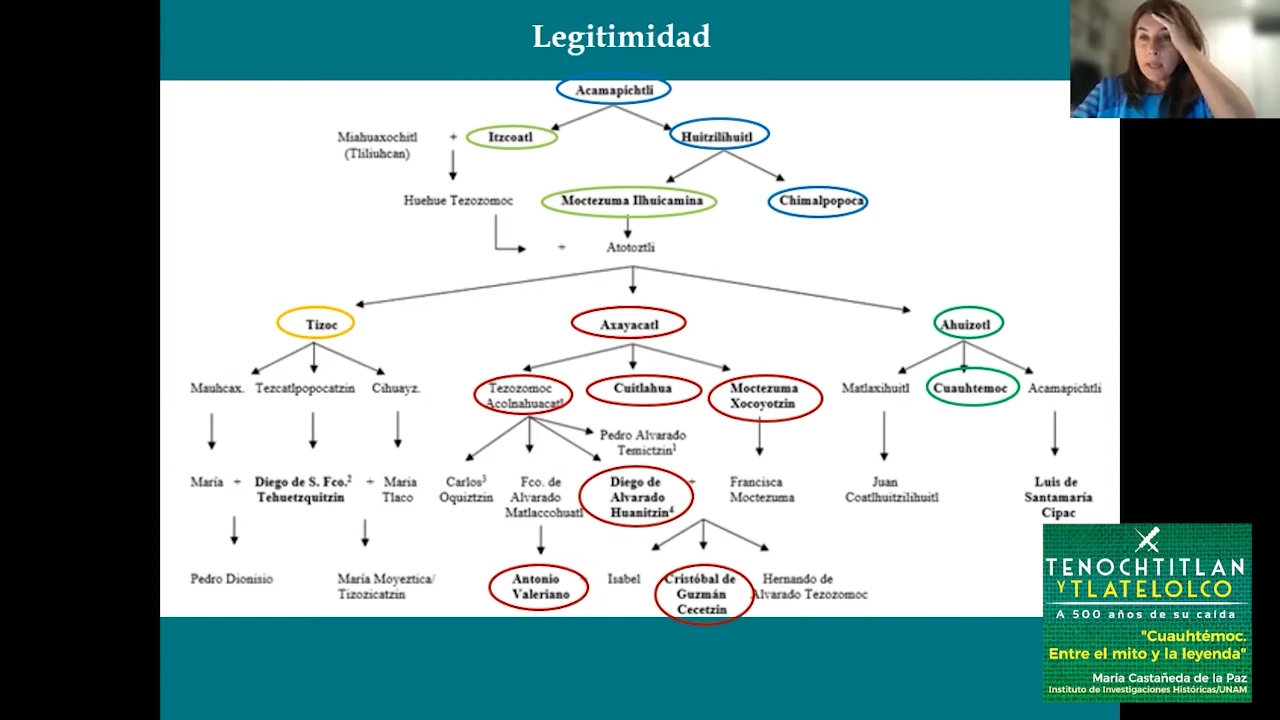 Legitimidad
Acamapichtli
Miahuaxochitl + Itzcoatl Huitzilihuitl
(Tlsliuhcan)
Huehue Tezozomoc Moctezuma Ilhuicamina Chimalpopoca
+ Atotoztli
Tizoc Axayacatl Ahuizotl
Mauhcax. Tezcatlpopocatzin Cihuayz. Tezozomoc Cuitlahua Moctezuma Matlaxihuitl Cuauhtemoc Acamapichtli
Acolnahuacatl Xocoyotzin
Pedro Alvarado
Temictzin¹
María + Diego de S. Fco.² + Maria Carlos³ Fco. de Diego de + Francisca Juan Luis de
Tehuetzquitzin Tlaco Oquiztzin Alvarado Alvarado Moctezuma Coatlhuitzilihuitl Santamaría
Matlaccohuatl Huanitzin⁴ Cipac
Pedro Dionisio María Moyeztica/ Antonio Isabel Cristóbal de Hernando de
Tizozicatzin Valeriano Guzmán Alvarado Tezozomoc
Cecetzin
TENOCHTITLAN
Y TLATELOLCO
A 500 años de su caída
"Cuauhtémoc.
Entre el mito y la leyenda"
María Castañeda de la Paz
Instituto de Investigaciones Históricas/UNAM